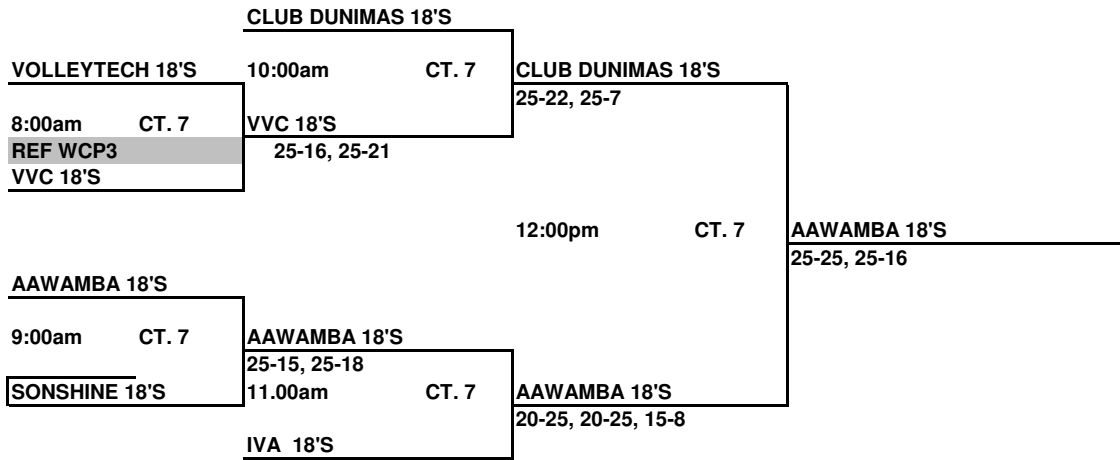 CLUB DUNIMAS 18'S
VOLLEYTECH 18'S 10:00am CT. 7 CLUB DUNIMAS 18'S
25-22, 25-7
8:00am CT. 7 VVC 18'S
REF WCP3 25-16, 25-21
VVC 18'S
12:00pm CT. 7 AAWAMBA 18'S
25-25, 25-16
AAWAMBA 18'S
9:00am CT. 7 AAWAMBA 18'S
25-15, 25-18
SONSHINE 18'S 11.00am CT. 7 AAWAMBA 18'S
20-25, 20-25, 15-8
IVA 18'S